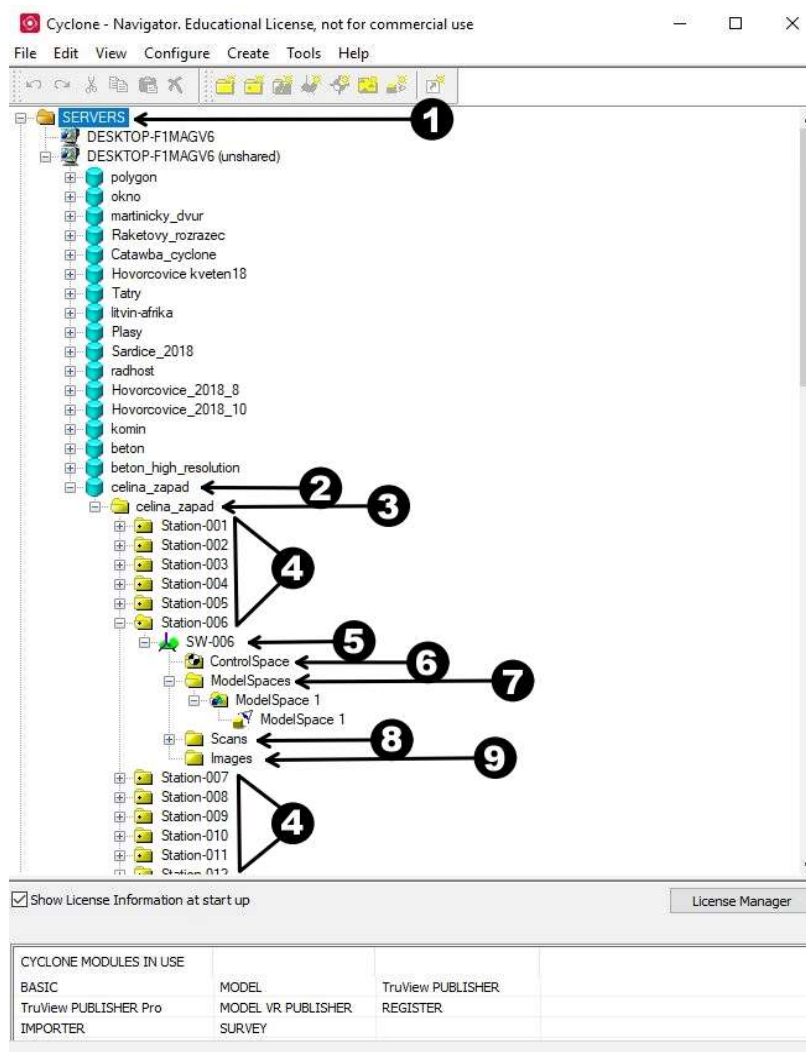 Cyclone - Navigator. Educational License, not for commercial use
File Edit View Configure Create Tools Help
SERVERS 1
DESKTOP-F1MAGV6
DESKTOP-F1MAGV6 (unshared)
polygon
okno
martinicky_dvur
Raketovy_rozrazec
Catawba_cyclone
Hovorcovice kveten18
Tatry
litvin-afrika
Plasy
Sardice_2018
radhost
Hovorcovice_2018_8
Hovorcovice_2018_10
komin
beton
beton_high_resolution
celina_zapad 2
celina_zapad 3
Station-001
Station-002
Station-003 4
Station-004
Station-005
Station-006
SW-006 5
ControlSpace 6
ModelSpaces 7
ModelSpace 1
ModelSpace 1
Scans 8
Images 9
Station-007
Station-008
Station-009 4
Station-010
Station-011
Station-012
Show License Information at start up License Manager
CYCLONE MODULES IN USE
BASIC MODEL TruView PUBLISHER
TruView PUBLISHER Pro MODEL VR PUBLISHER REGISTER
IMPORTER SURVEY